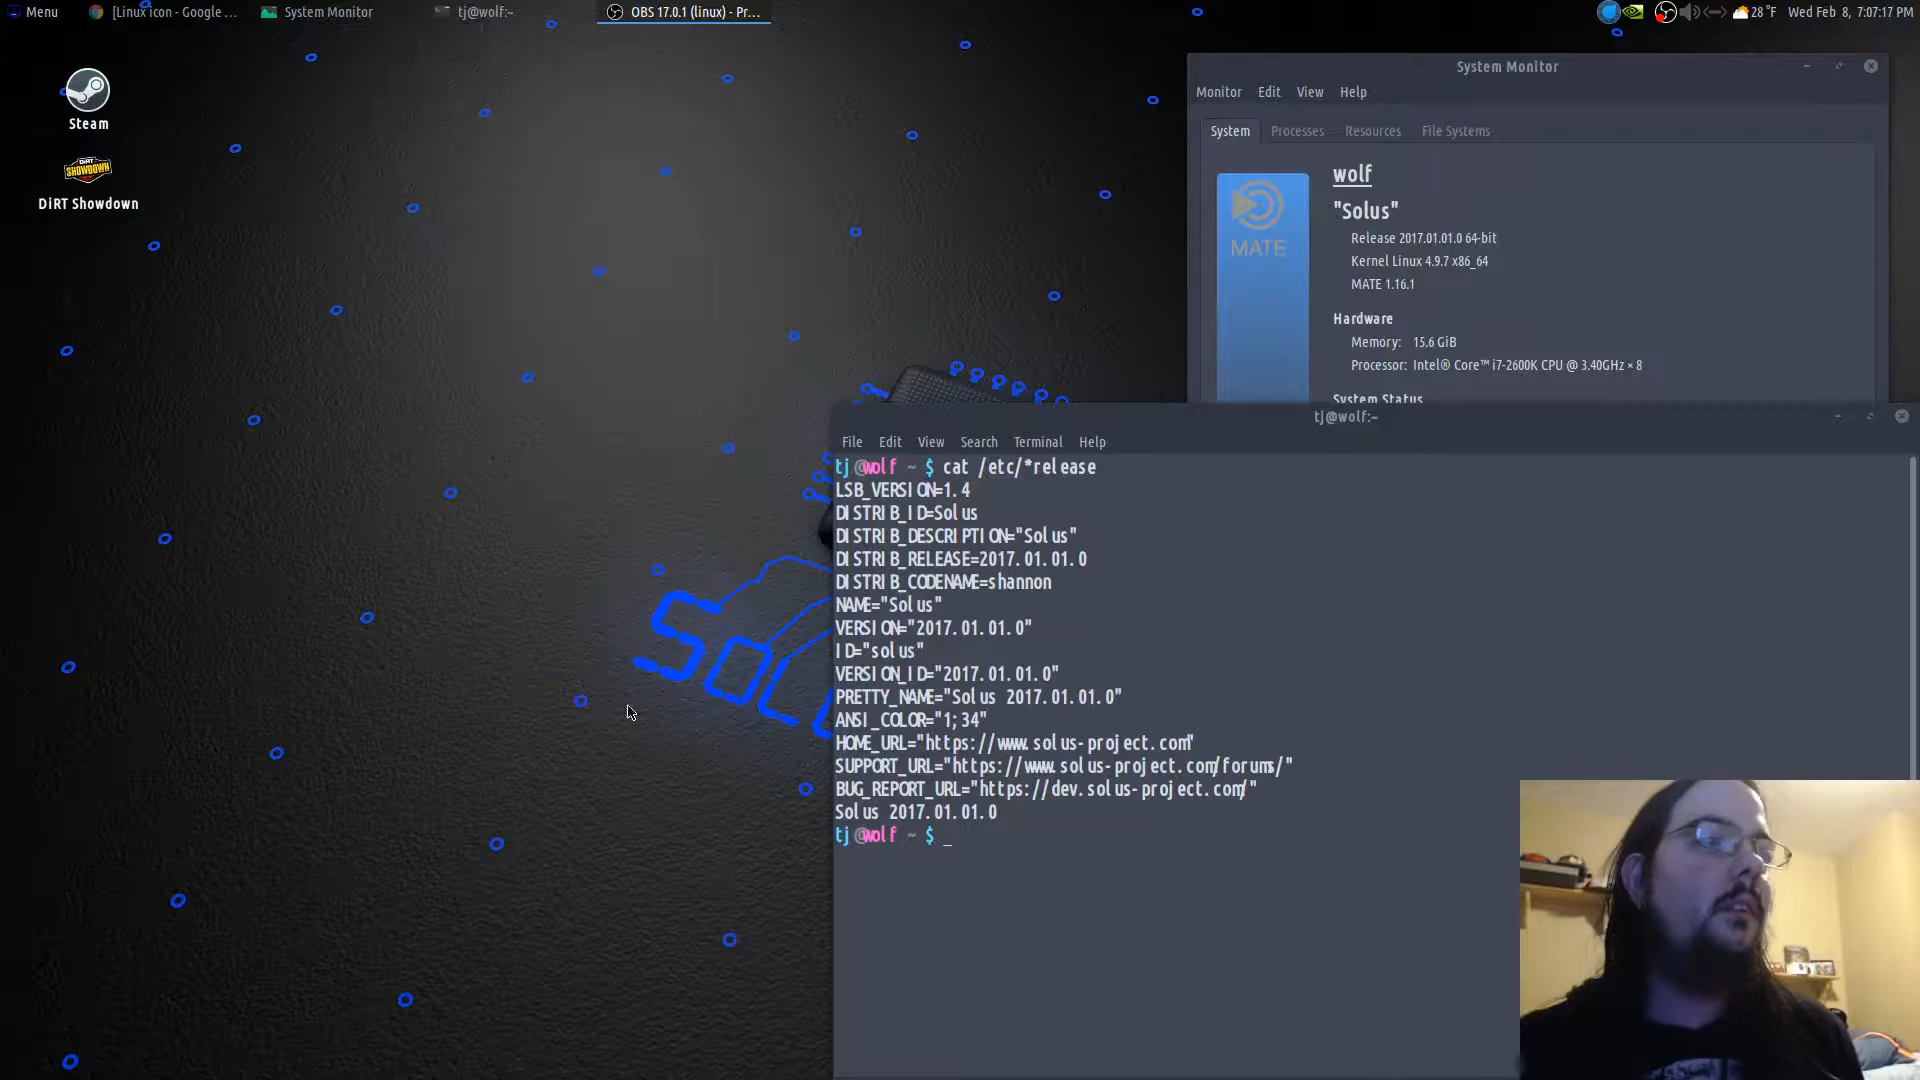 Menu
[Linux icon - Google ...
System Monitor
tj@wolf:~
OBS 17.0.1 (linux) - Pr...
28 °F
Wed Feb 8, 7:07:17 PM
Steam
DiRT SHOWDOWN
DiRT Showdown
System Monitor
Monitor Edit View Help
System Processes Resources File Systems
MATE
wolf
"Solus"
Release 2017.01.01.0 64-bit
Kernel Linux 4.9.7 x86_64
MATE 1.16.1
Hardware
Memory: 15.6 GiB
Processor: Intel® Core™ i7-2600K CPU @ 3.40GHz × 8
System Status
SOL
tj@wolf:~
File Edit View Search Terminal Help
tj@wolf ~ $ cat /etc/*release
LSB_VERSION=1.4
DISTRIB_ID=Solus
DISTRIB_DESCRIPTION="Solus"
DISTRIB_RELEASE=2017.01.01.0
DISTRIB_CODENAME=shannon
NAME="Solus"
VERSION="2017.01.01.0"
ID="solus"
VERSION_ID="2017.01.01.0"
PRETTY_NAME="Solus 2017.01.01.0"
ANSI_COLOR="1;34"
HOME_URL="https://www.solus-project.com"
SUPPORT_URL="https://www.solus-project.com/forums/"
BUG_REPORT_URL="https://dev.solus-project.com/"
Solus 2017.01.01.0
tj@wolf ~ $ _